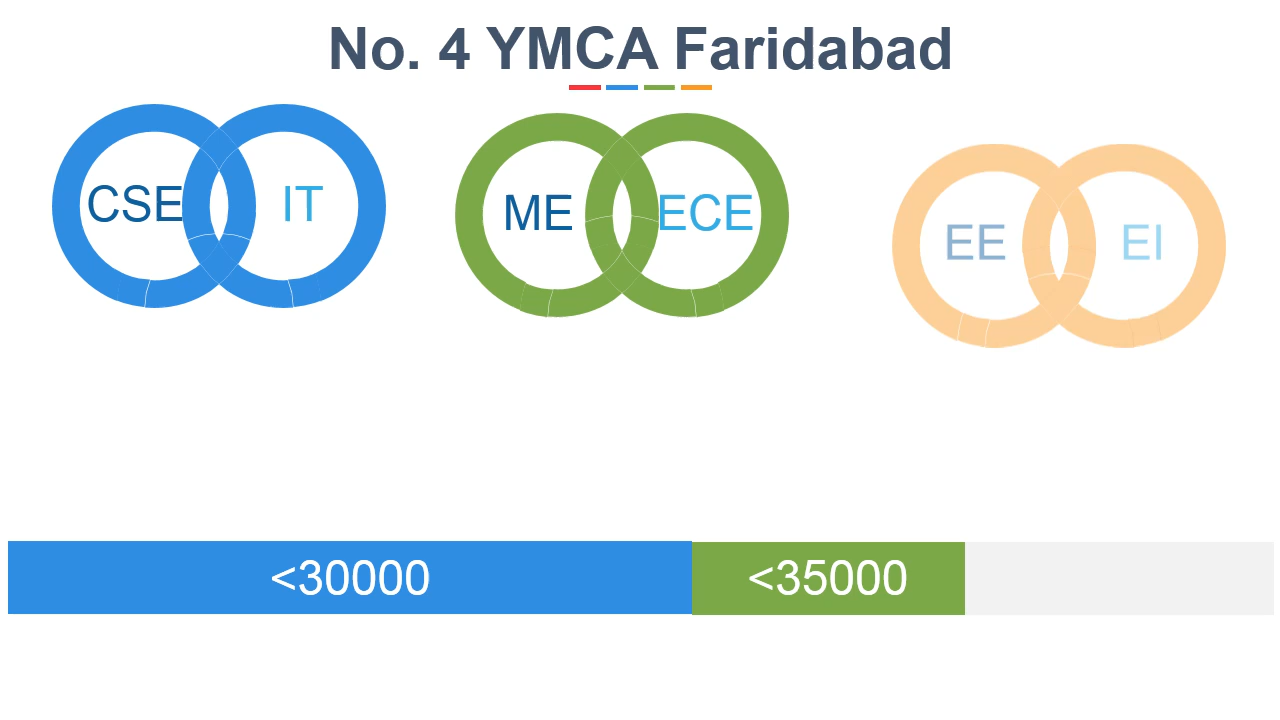 No. 4 YMCA Faridabad
CSE IT
ME ECE
EE EI
<30000 <35000